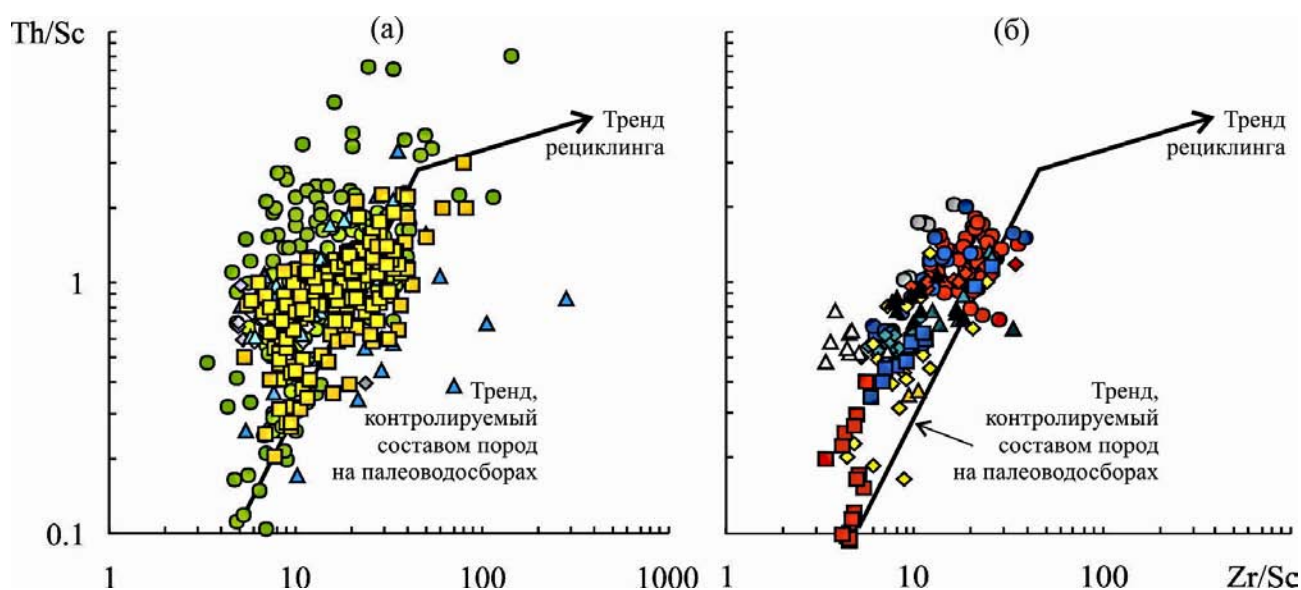 Th/Sc
(а)
(б)
Тренд
рециклинга
Тренд
рециклинга
1
Тренд,
контролируемый
составом пород
на палеоводосборах
Тренд,
контролируемый
составом пород
на палеоводосборах
0.1
1
10
100
1000
1
10
100
Zr/Sc